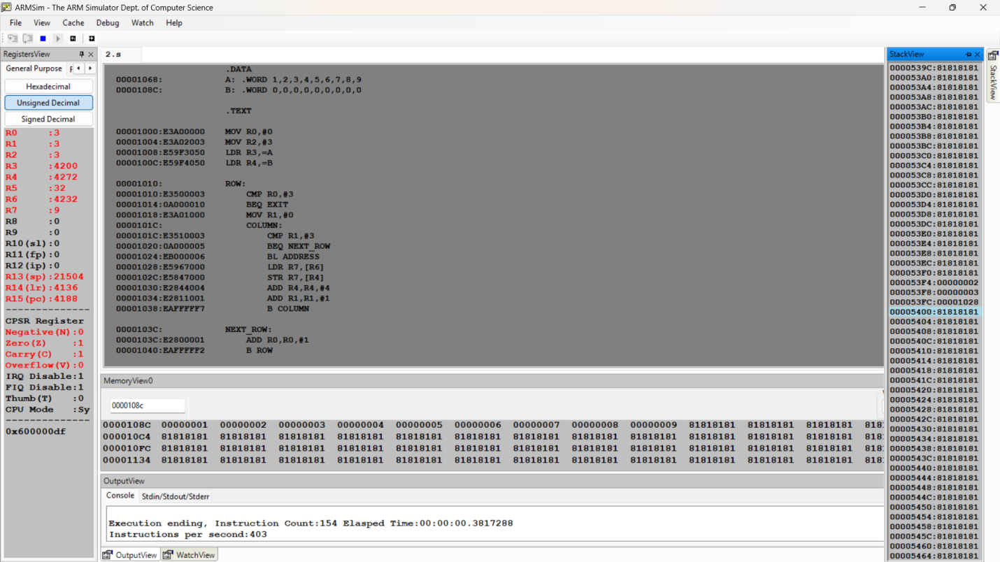 ARMSim - The ARM Simulator Dept. of Computer Science
File View Cache Debug Watch Help
RegistersView
General Purpose
Hexadecimal
Unsigned Decimal
Signed Decimal
R0 :3
R1 :3
R2 :3
R3 :4200
R4 :4272
R5 :32
R6 :4232
R7 :9
R8 :0
R9 :0
R10(sl):0
R11(fp):0
R12(ip):0
R13(sp):21504
R14(lr):4136
R15(pc):4188
---------------
CPSR Register
Negative(N):0
Zero(Z) :1
Carry(C) :1
Overflow(V):0
IRQ Disable:1
FIQ Disable:1
Thumb(T) :0
CPU Mode :Sy
---------------
0x600000df
2.s
.DATA
00001068: A: .WORD 1,2,3,4,5,6,7,8,9
0000108C: B: .WORD 0,0,0,0,0,0,0,0,0
.TEXT
00001000:E3A00000 MOV R0,#0
00001004:E3A02003 MOV R2,#3
00001008:E59F3050 LDR R3,=A
0000100C:E59F4050 LDR R4,=B
00001010: ROW:
00001010:E3500003 CMP R0,#3
00001014:0A000010 BEQ EXIT
00001018:E3A01000 MOV R1,#0
0000101C: COLUMN:
0000101C:E3510003 CMP R1,#3
00001020:0A000005 BEQ NEXT_ROW
00001024:EB000006 BL ADDRESS
00001028:E5967000 LDR R7,[R6]
0000102C:E5847000 STR R7,[R4]
00001030:E2844004 ADD R4,R4,#4
00001034:E2811001 ADD R1,R1,#1
00001038:EAFFFFF7 B COLUMN
0000103C: NEXT_ROW:
0000103C:E2800001 ADD R0,R0,#1
00001040:EAFFFFF2 B ROW
MemoryView0
0000108c
0000108C 00000001 00000002 00000003 00000004 00000005 00000006 00000007 00000008 00000009 81818181 81818181 81818181 818
000010C4 81818181 81818181 81818181 81818181 81818181 81818181 81818181 81818181 81818181 81818181 81818181 81818181 818
000010FC 81818181 81818181 81818181 81818181 81818181 81818181 81818181 81818181 81818181 81818181 81818181 81818181 818
00001134 81818181 81818181 81818181 81818181 81818181 81818181 81818181 81818181 81818181 81818181 81818181 81818181 818
OutputView
Console Stdin/Stdout/Stderr
Execution ending, Instruction Count:154 Elasped Time:00:00:00.3817288
Instructions per second:403
OutputView WatchView
StackView
0000539C:81818181
000053A0:81818181
000053A4:81818181
000053A8:81818181
000053AC:81818181
000053B0:81818181
000053B4:81818181
000053B8:81818181
000053BC:81818181
000053C0:81818181
000053C4:81818181
000053C8:81818181
000053CC:81818181
000053D0:81818181
000053D4:81818181
000053D8:81818181
000053DC:81818181
000053E0:81818181
000053E4:81818181
000053E8:81818181
000053EC:81818181
000053F0:81818181
000053F4:00000002
000053F8:00000003
000053FC:00001028
00005400:81818181
00005404:81818181
00005408:81818181
0000540C:81818181
00005410:81818181
00005414:81818181
00005418:81818181
0000541C:81818181
00005420:81818181
00005424:81818181
00005428:81818181
0000542C:81818181
00005430:81818181
00005434:81818181
00005438:81818181
0000543C:81818181
00005440:81818181
00005444:81818181
00005448:81818181
0000544C:81818181
00005450:81818181
00005454:81818181
00005458:81818181
0000545C:81818181
00005460:81818181
00005464:81818181
StackView